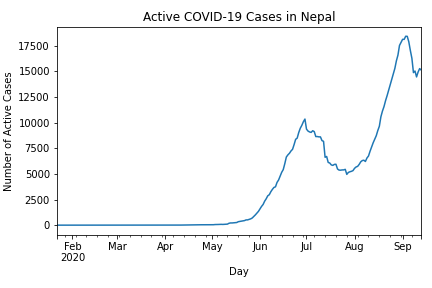 Active COVID-19 Cases in Nepal
Number of Active Cases
17500
15000
12500
10000
7500
5000
2500
0
Feb Mar Apr May Jun Jul Aug Sep
2020
Day